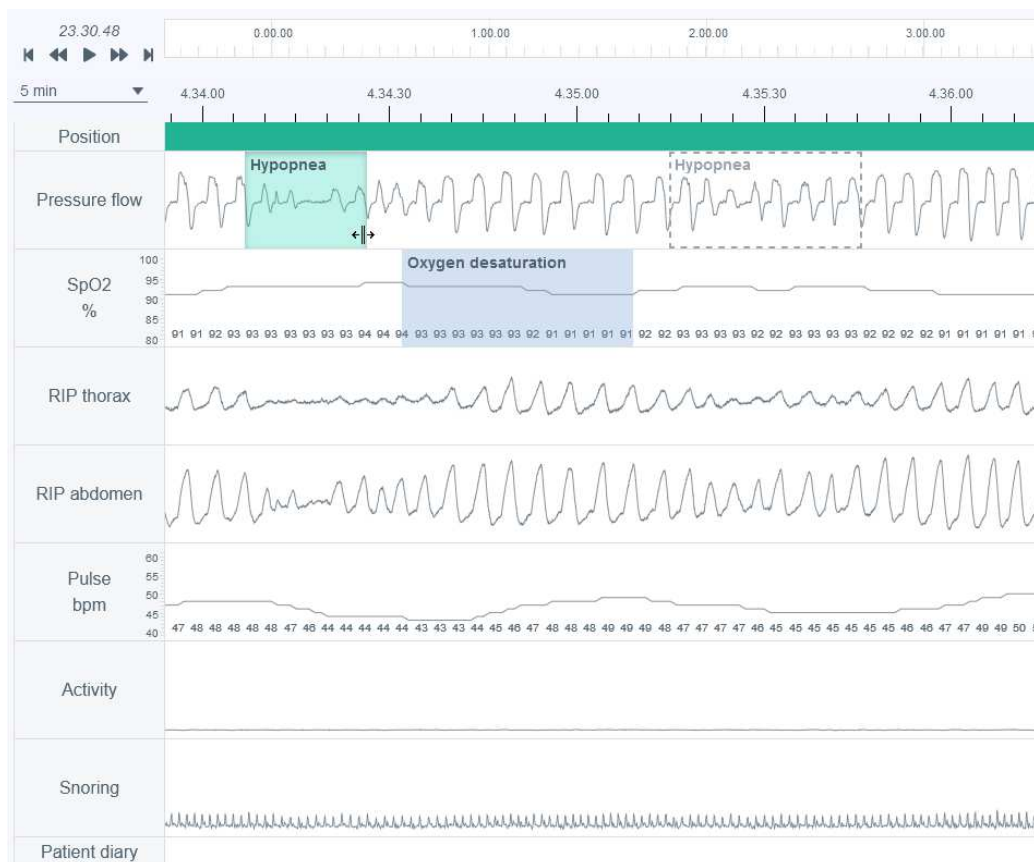 23.30.48
0.00.00 1.00.00 2.00.00 3.00.00
5 min
4.34.00 4.34.30 4.35.00 4.35.30 4.36.00
Position
Pressure flow
Hypopnea Hypopnea
SpO2
%
100
95
90
85
80
Oxygen desaturation
91 91 92 93 93 93 93 93 93 93 94 94 94 93 93 93 93 93 92 92 91 91 91 91 91 92 92 93 93 93 93 92 92 93 93 93 93 92 92 92 92 91 91 91 91 91
RIP thorax
RIP abdomen
Pulse
bpm
60
55
50
45
40
47 48 48 48 48 48 47 46 44 44 44 44 44 43 43 43 44 45 46 47 48 48 48 49 49 49 48 47 47 47 47 46 45 45 45 45 45 45 45 46 46 47 47 49 49 50
Activity
Snoring
Patient diary